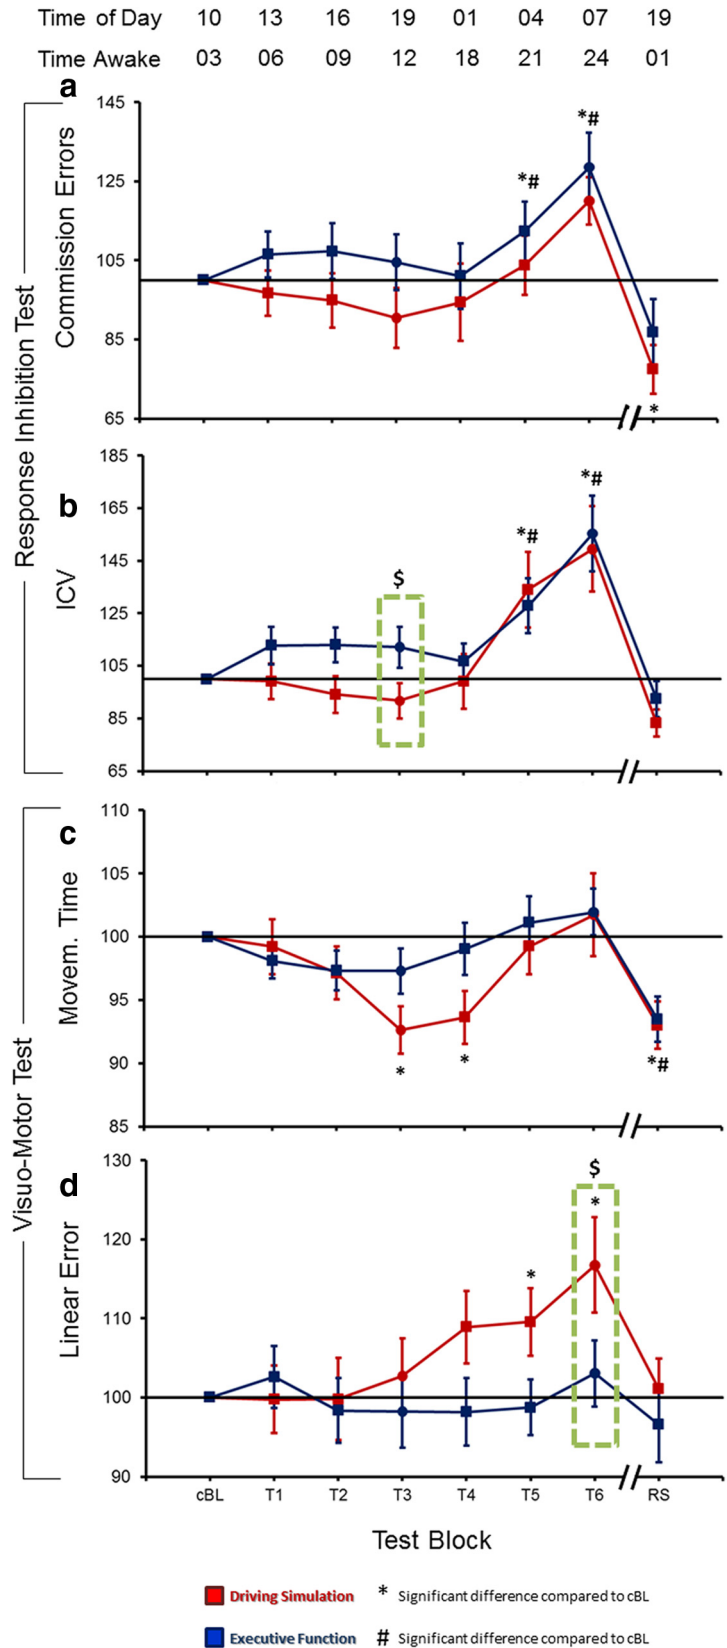 Time of Day 10 13 16 19 01 04 07 19
Time Awake 03 06 09 12 18 21 24 01
a
Response Inhibition Test
Commission Errors
145
125
105
85
65
*#
*#
*
b
ICV
185
165
145
125
105
85
65
$
*#
*#
Visuo-Motor Test
c
Movem. Time
110
105
100
95
90
85
*
*
*#
d
Linear Error
130
120
110
100
90
*
$
*
cBL T1 T2 T3 T4 T5 T6 RS
Test Block
Driving Simulation * Significant difference compared to cBL
Executive Function # Significant difference compared to cBL